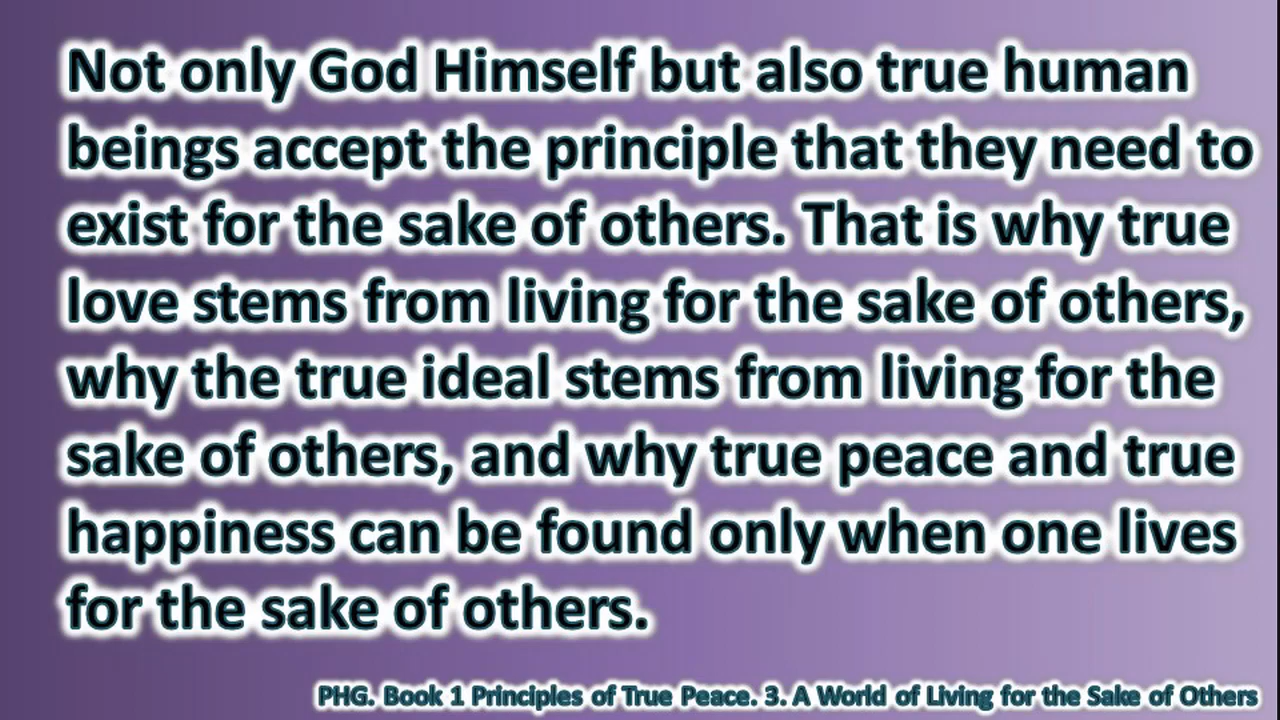 Not only God Himself but also true human
beings accept the principle that they need to
exist for the sake of others. That is why true
love stems from living for the sake of others,
why the true ideal stems from living for the
sake of others, and why true peace and true
happiness can be found only when one lives
for the sake of others.
PHG. Book 1 Principles of True Peace. 3. A World of Living for the Sake of Others